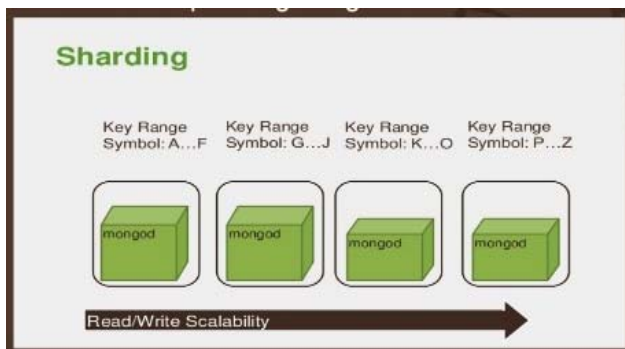 Sharding
Key Range
Symbol: A...F
Key Range
Symbol: G...J
Key Range
Symbol: K...O
Key Range
Symbol: P...Z
mongod
mongod
mongod
mongod
Read/Write Scalability